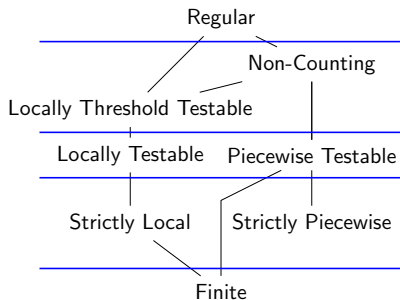 Regular
Non-Counting
Locally Threshold Testable
Locally Testable
Piecewise Testable
Strictly Local
Strictly Piecewise
Finite